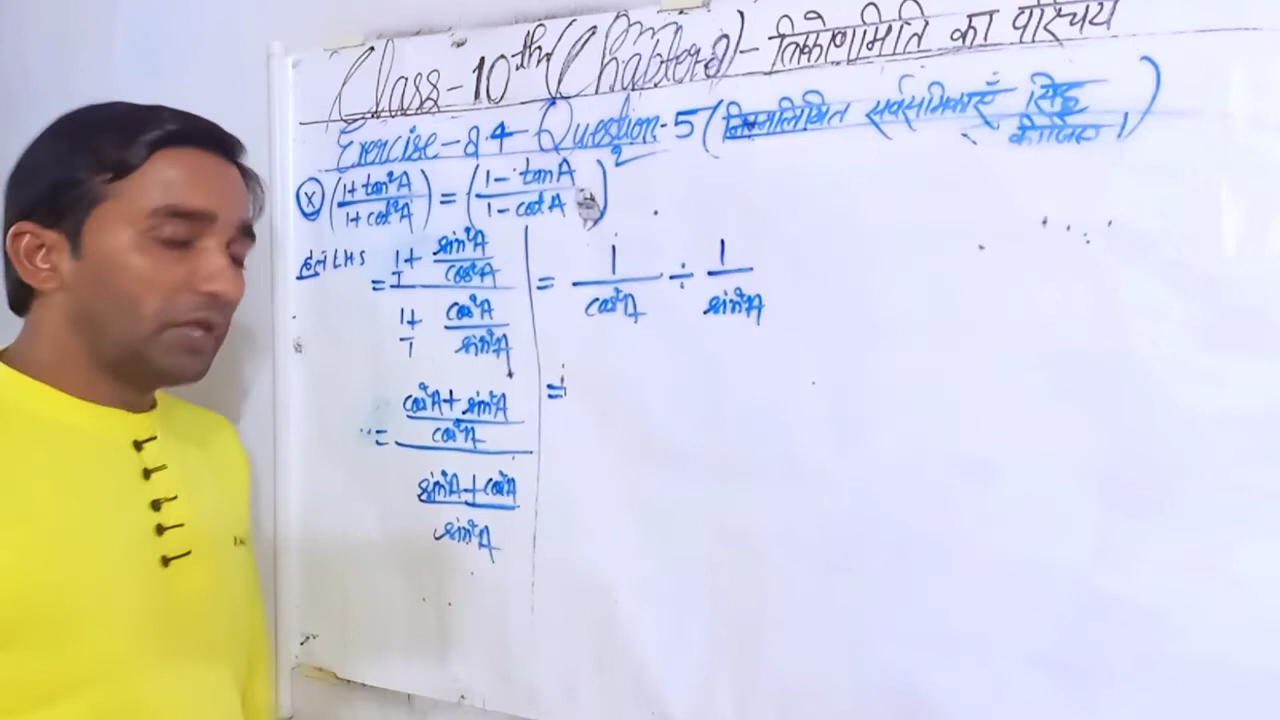 Class-10th (Chapter 8) - त्रिकोणमिति का परिचय
Exercise-8.4 Question-5 (निम्नलिखित सर्वसमिकाएँ सिद्ध कीजिए।)
(x) ((1+tan²A)/(1+cot²A)) = ((1-tanA)/(1-cotA))²
हल LHS
= (1/1 + sin²A/cos²A)/(1/1 + cos²A/sin²A)
= ((cos²A+sin²A)/cos²A)/((sin²A+cos²A)/sin²A)
= 1/cos²A ÷ 1/sin²A
=